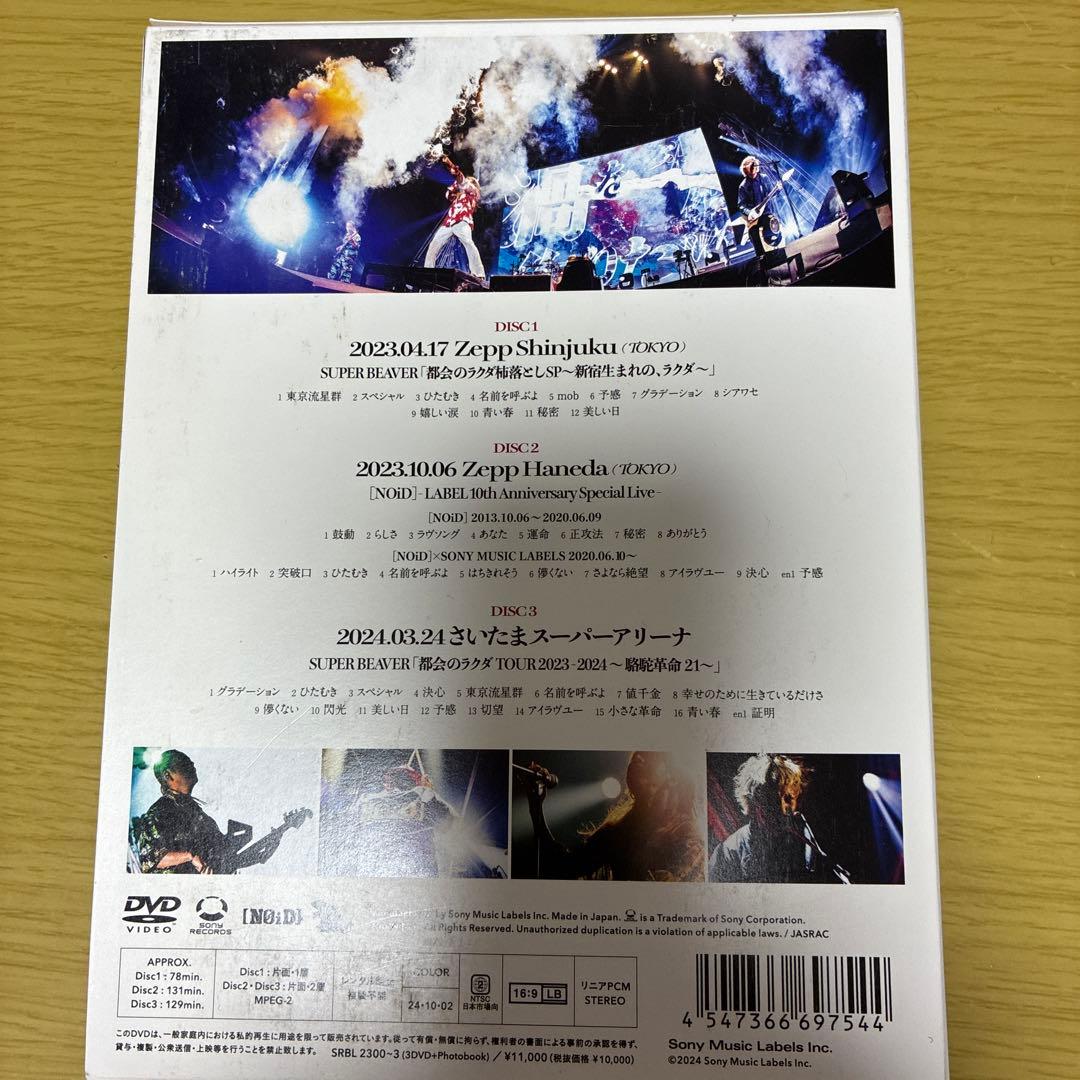 DISC 1
2023.04.17 Zepp Shinjuku (TOKYO)
SUPER BEAVER「都会のラクダ柿落としSP〜新宿生まれの、ラクダ〜」
1 東京流星群 2 スペシャル 3 ひたむき 4 名前を呼ぶよ 5 mob 6 予感 7 グラデーション 8 シアワセ
9 嬉しい涙 10 青い春 11 秘密 12 美しい日
DISC 2
2023.10.06 Zepp Haneda (TOKYO)
[NOiD] - LABEL 10th Anniversary Special Live -
[NOiD] 2013.10.06〜2020.06.09
1 鼓動 2 らしさ 3 ラヴソング 4 あなた 5 運命 6 正攻法 7 秘密 8 ありがとう
[NOiD]×SONY MUSIC LABELS 2020.06.10〜
1 ハイライト 2 突破口 3 ひたむき 4 名前を呼ぶよ 5 はちきれそう 6 儚くない 7 さよなら絶望 8 アイラヴユー 9 決心 en1 予感
DISC 3
2024.03.24 さいたまスーパーアリーナ
SUPER BEAVER「都会のラクダ TOUR 2023-2024 〜 駱駝革命 21〜」
1 グラデーション 2 ひたむき 3 スペシャル 4 決心 5 東京流星群 6 名前を呼ぶよ 7 値千金 8 幸せのために生きているだけさ
9 儚くない 10 閃光 11 美しい日 12 予感 13 切望 14 アイラヴユー 15 小さな革命 16 青い春 en1 証明
DVD VIDEO
SONY RECORDS
[NOiD]
by Sony Music Labels Inc. Made in Japan. is a Trademark of Sony Corporation.
All Rights Reserved. Unauthorized duplication is a violation of applicable laws. / JASRAC
APPROX.
Disc1 : 78min.
Disc2 : 131min.
Disc3 : 129min.
Disc1 : 片面・1層
Disc2・Disc3 : 片面・2層
MPEG-2
複製不能
COLOR
24・10・02
2
NTSC
日本市場向
16:9 LB
リニアPCM
STEREO
4 547366 697544
このDVDは、一般家庭内における私的再生に用途を限って販売されています。従って有償・無償に拘らず、権利者の書面による事前の承諾を得ず、
貸与・複製・公衆送信・上映等を行うことを禁止致します。 SRBL 2300~3 (3DVD+Photobook) / ¥11,000 (税抜価格 ¥10,000)
Sony Music Labels Inc.
©2024 Sony Music Labels Inc.